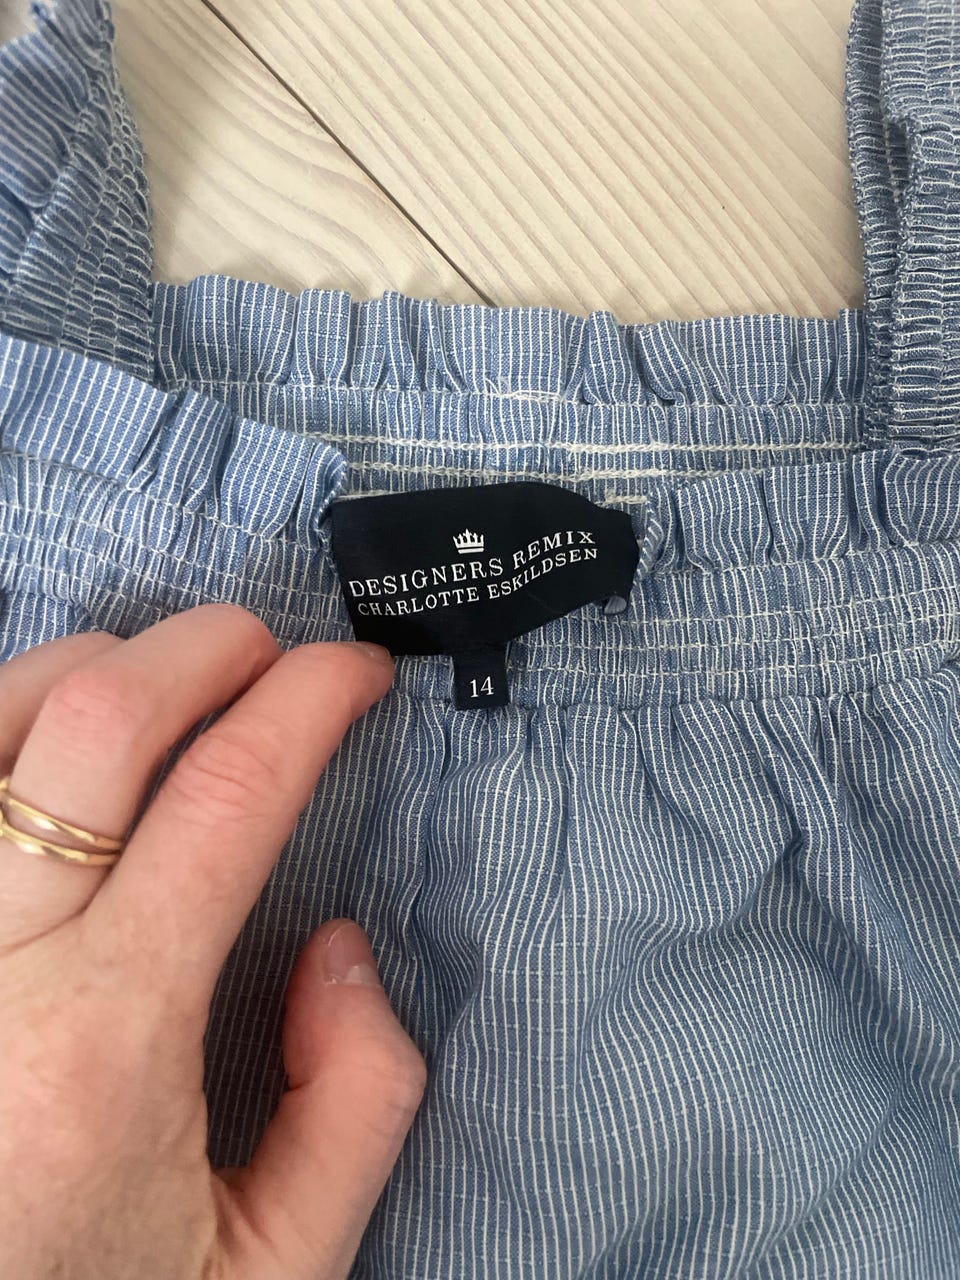 DESIGNERS REMIX
CHARLOTTE ESKILDSEN
14